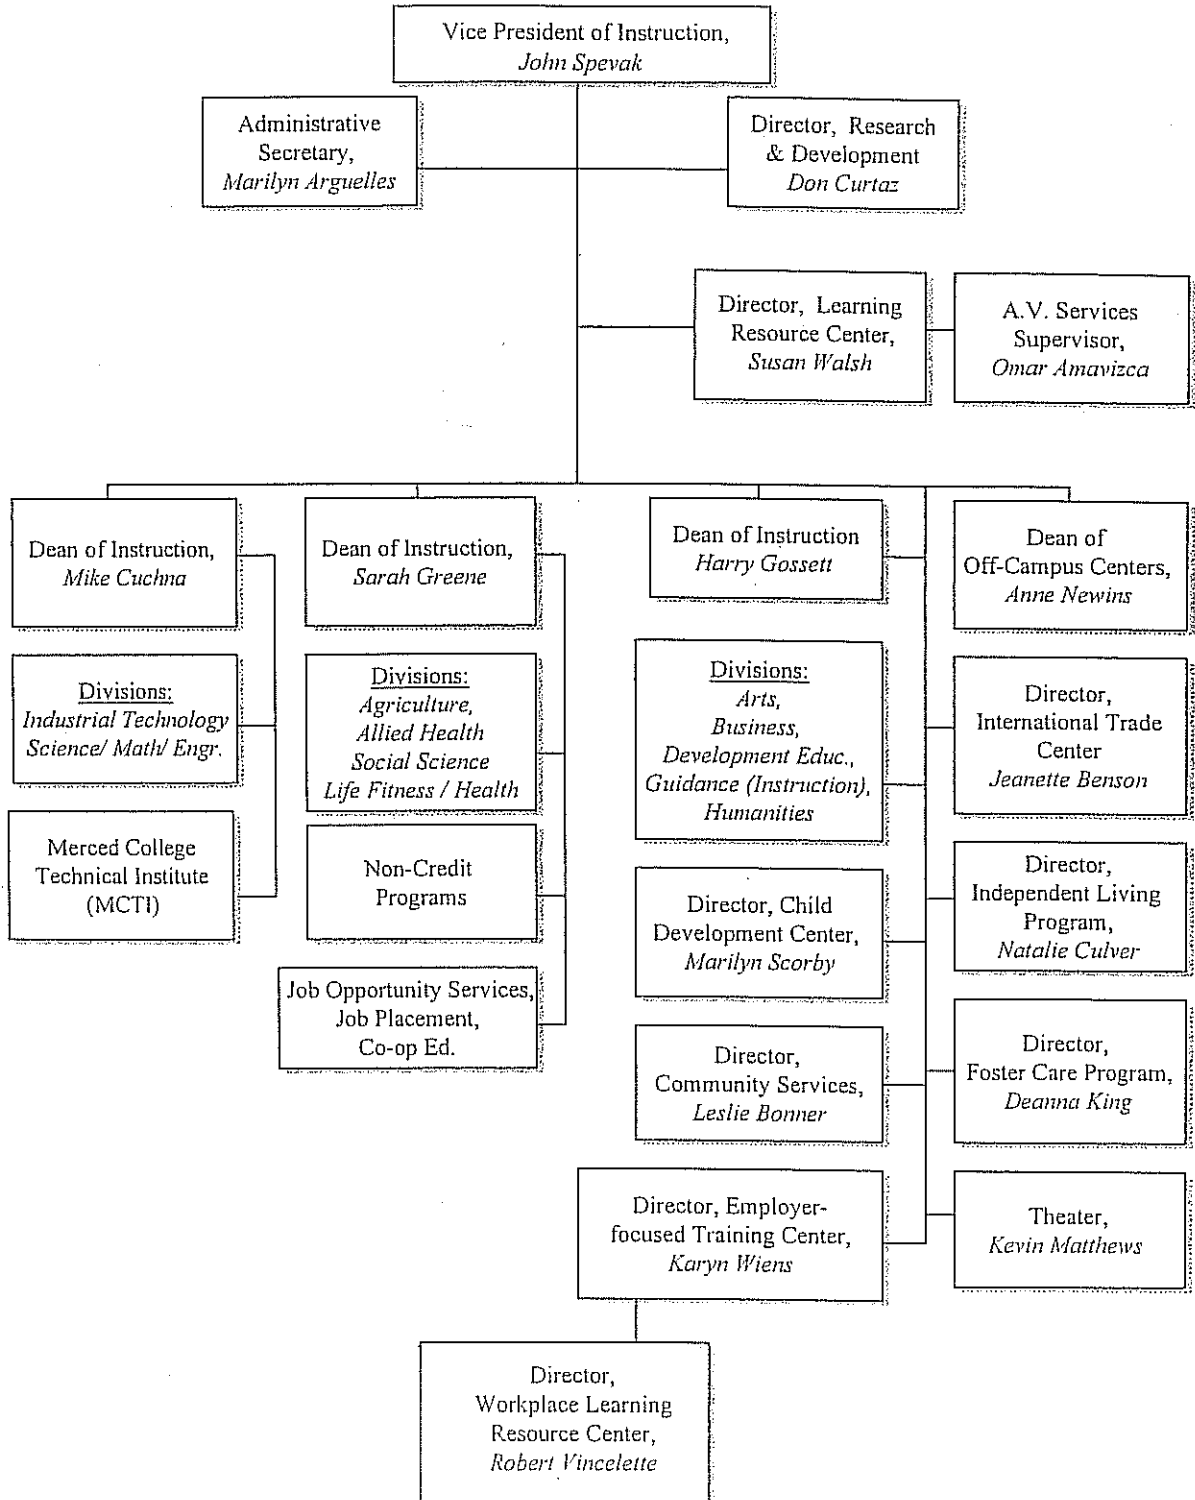 Vice President of Instruction,
John Spevak
Administrative
Secretary,
Marilyn Arguelles
Director, Research
& Development
Don Curtaz
Director, Learning
Resource Center,
Susan Walsh
A.V. Services
Supervisor,
Omar Amavizca
Dean of Instruction,
Mike Cuchna
Divisions:
Industrial Technology
Science/ Math/ Engr.
Merced College
Technical Institute
(MCTI)
Dean of Instruction,
Sarah Greene
Divisions:
Agriculture,
Allied Health
Social Science
Life Fitness / Health
Non-Credit
Programs
Job Opportunity Services,
Job Placement,
Co-op Ed.
Dean of Instruction
Harry Gossett
Divisions:
Arts,
Business,
Development Educ.,
Guidance (Instruction),
Humanities
Director, Child
Development Center,
Marilyn Scorby
Director,
Community Services,
Leslie Bonner
Director, Employer-
focused Training Center,
Karyn Wiens
Director,
Workplace Learning
Resource Center,
Robert Vincelette
Dean of
Off-Campus Centers,
Anne Newins
Director,
International Trade
Center
Jeanette Benson
Director,
Independent Living
Program,
Natalie Culver
Director,
Foster Care Program,
Deanna King
Theater,
Kevin Matthews